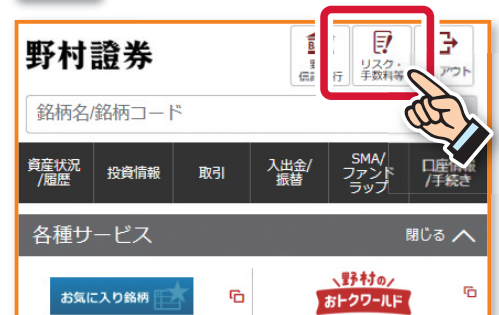 野村證券
リスク・
手数料等
銘柄名/銘柄コード
資産状況
/履歴
投資情報
取引
入出金/
振替
SMA/
ファンド
ラップ
口座情報
/手続き
各種サービス
閉じる
お気に入り銘柄
野村の
おトクワールド